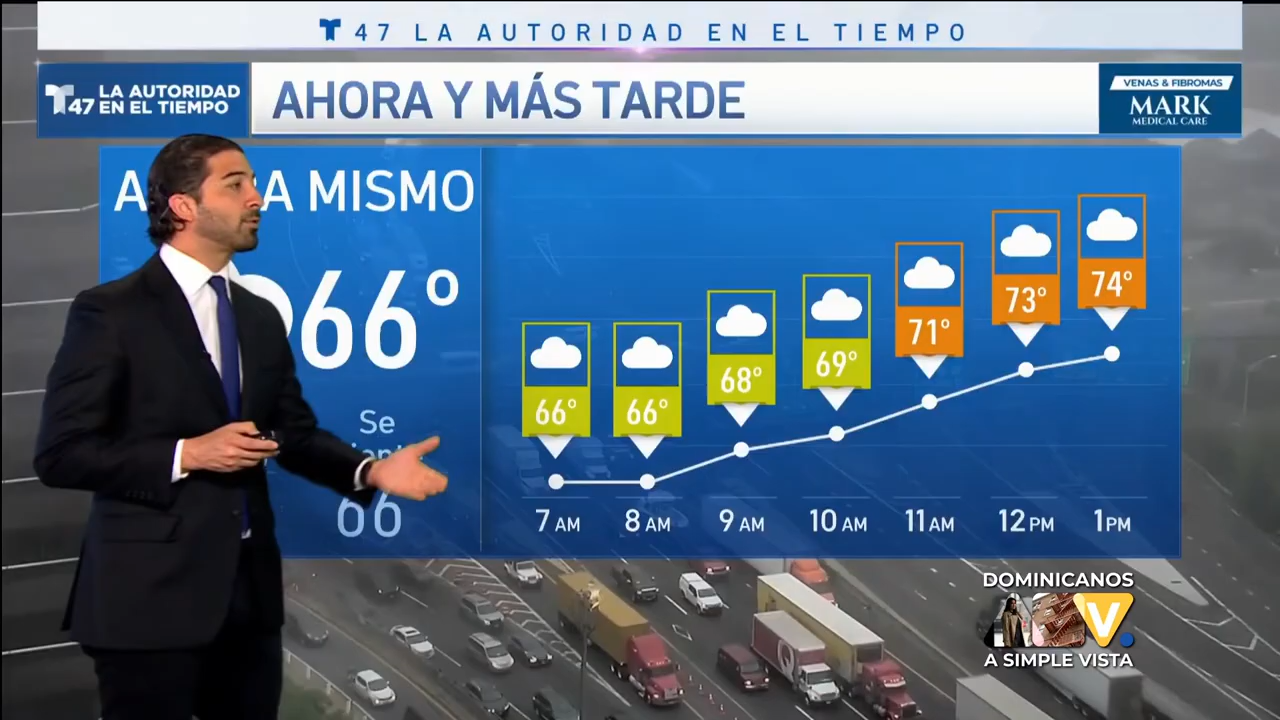 47 LA AUTORIDAD EN EL TIEMPO
47 LA AUTORIDAD
EN EL TIEMPO
AHORA Y MÁS TARDE
VENAS & FIBROMAS
MARK
MEDICAL CARE
MISMO
66°
Se
66
66° 66° 68° 69° 71° 73° 74°
7 AM 8 AM 9 AM 10 AM 11 AM 12 PM 1 PM
DOMINICANOS
V.
A SIMPLE VISTA